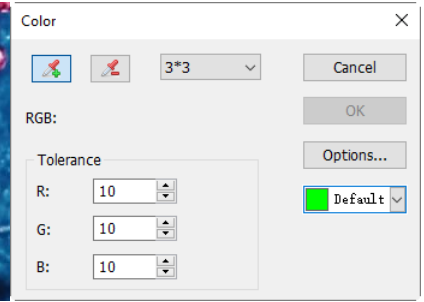 Color
3*3
Cancel
RGB:
OK
Tolerance
Options...
R: 10
Default
G: 10
B: 10